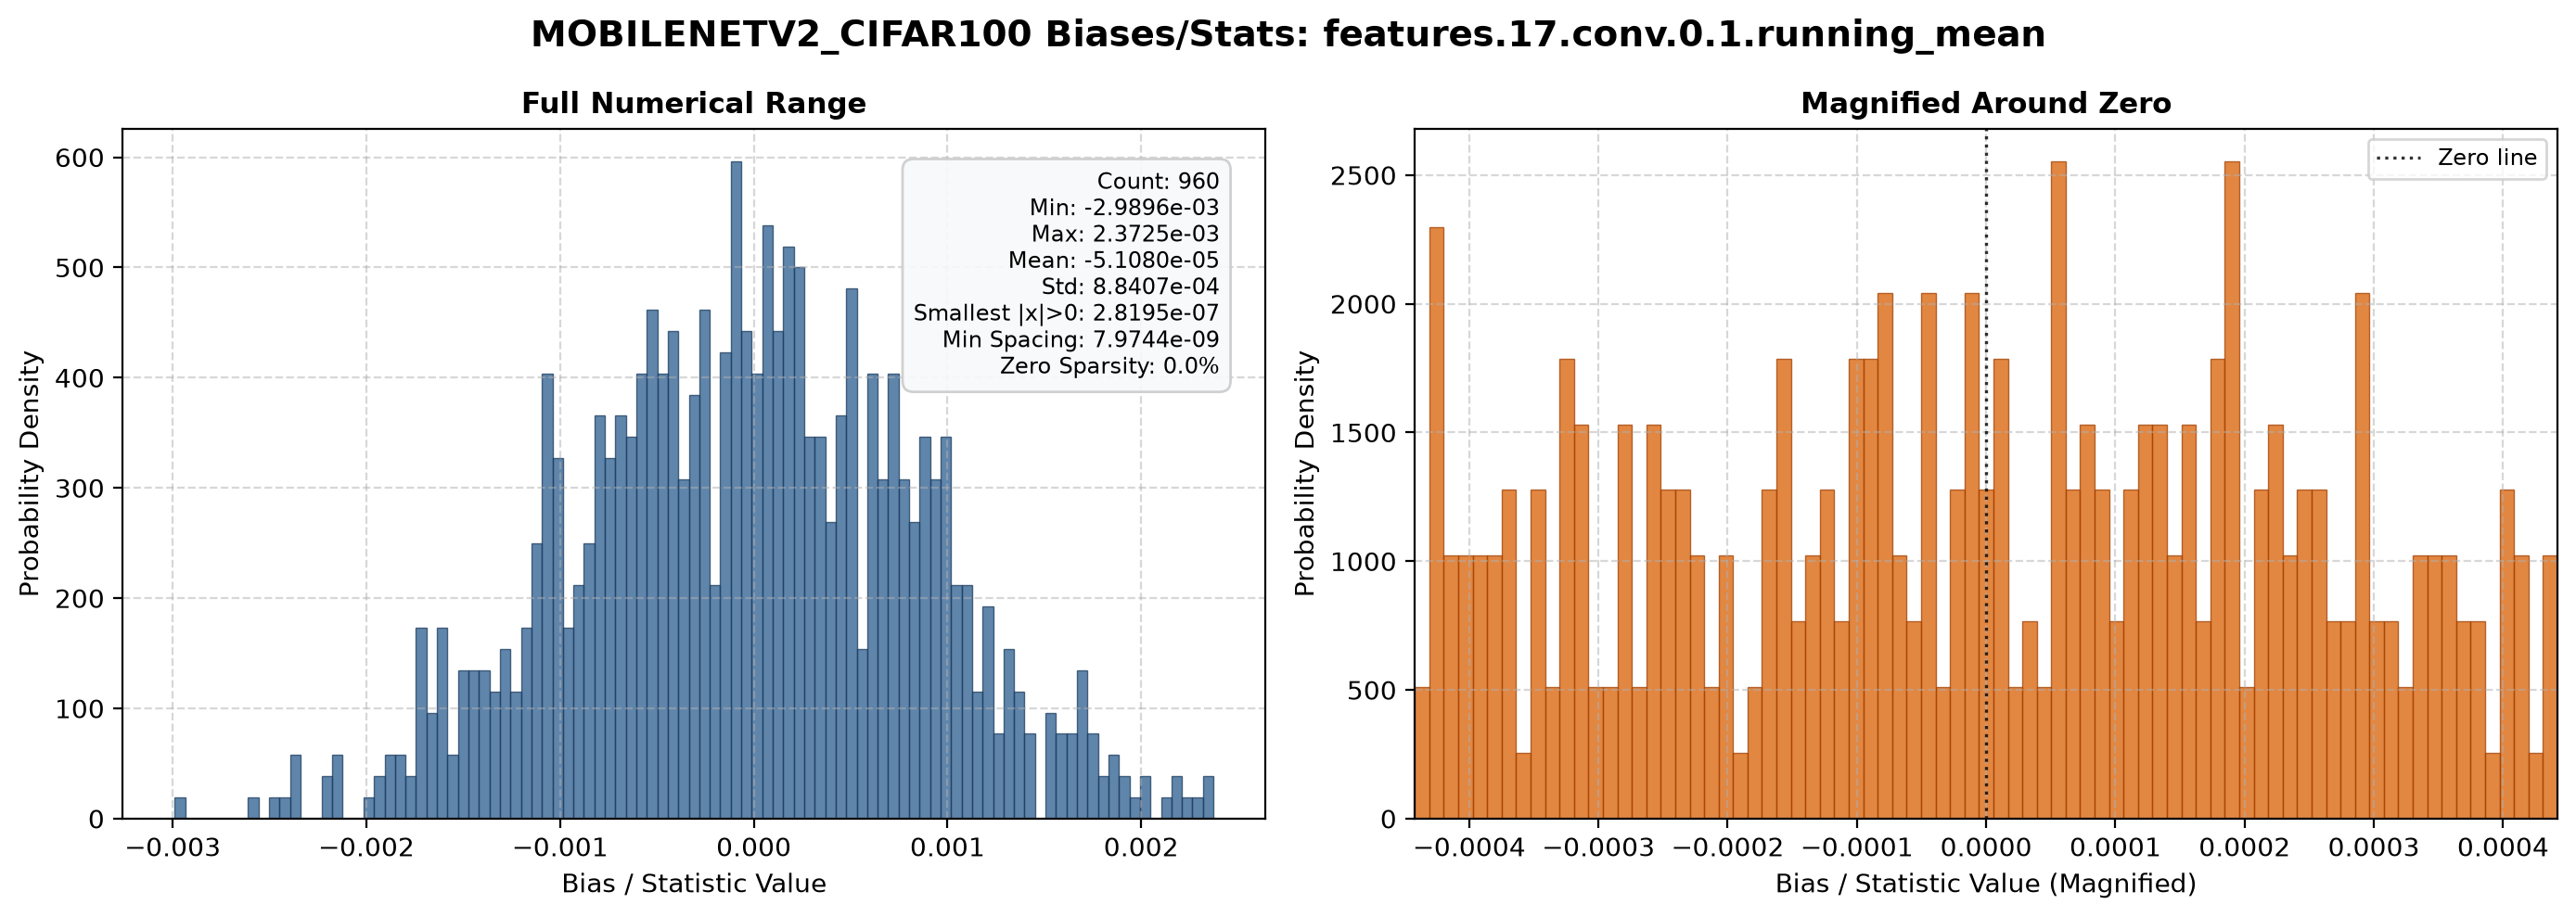 MOBILENETV2_CIFAR100 Biases/Stats: features.17.conv.0.1.running_mean
Full Numerical Range
Probability Density
600
500
400
300
200
100
0
Count: 960
Min: -2.9896e-03
Max: 2.3725e-03
Mean: -5.1080e-05
Std: 8.8407e-04
Smallest |x|>0: 2.8195e-07
Min Spacing: 7.9744e-09
Zero Sparsity: 0.0%
−0.003 −0.002 −0.001 0.000 0.001 0.002
Bias / Statistic Value
Magnified Around Zero
Probability Density
2500
2000
1500
1000
500
0
Zero line
−0.0004 −0.0003 −0.0002 −0.0001 0.0000 0.0001 0.0002 0.0003 0.0004
Bias / Statistic Value (Magnified)